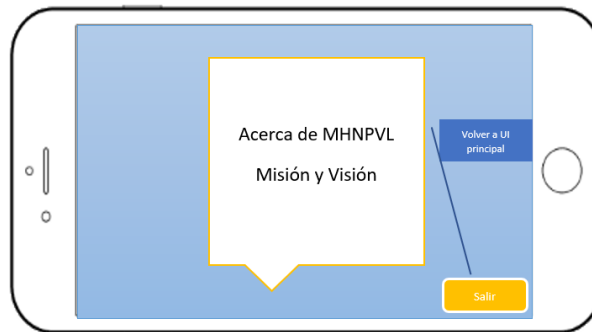 Acerca de MHNPVL
Misión y Visión
Volver a UI
principal
Salir